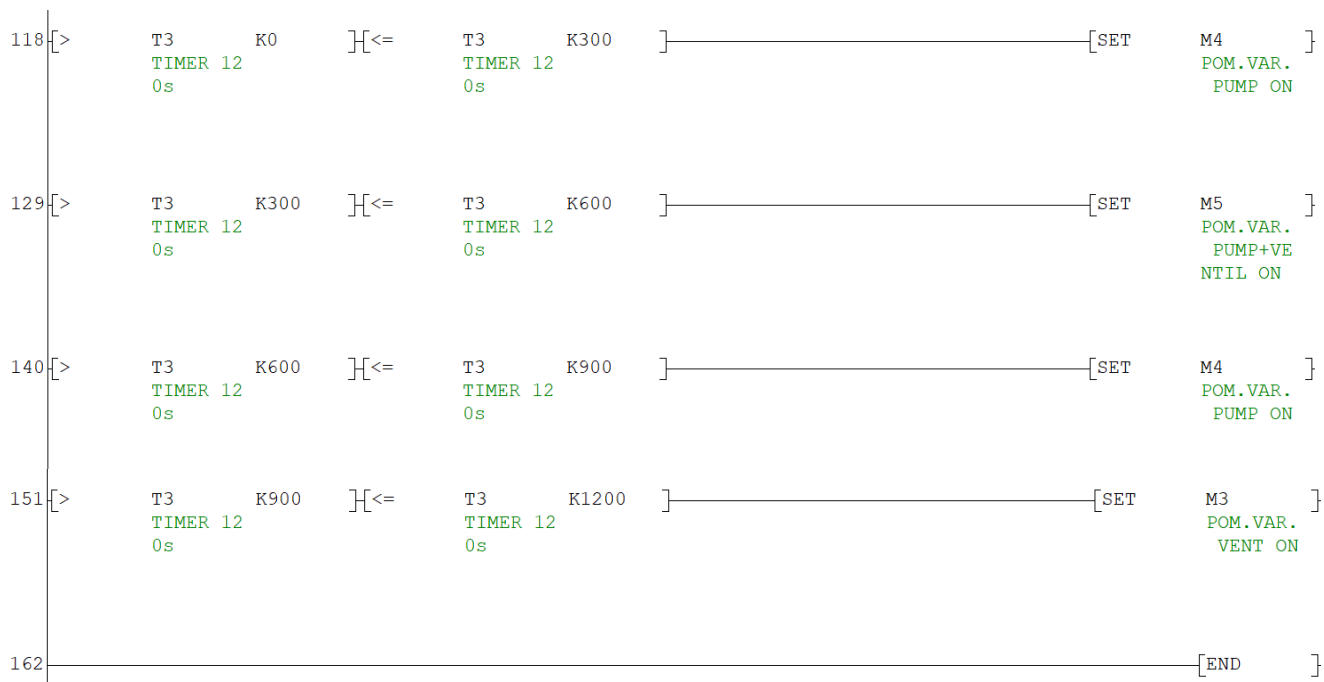 118 [> T3 K0 ] [<= T3 K300 ] [SET M4 ]
TIMER 12 TIMER 12 POM.VAR.
0s 0s PUMP ON
129 [> T3 K300 ] [<= T3 K600 ] [SET M5 ]
TIMER 12 TIMER 12 POM.VAR.
0s 0s PUMP+VE
NTIL ON
140 [> T3 K600 ] [<= T3 K900 ] [SET M4 ]
TIMER 12 TIMER 12 POM.VAR.
0s 0s PUMP ON
151 [> T3 K900 ] [<= T3 K1200 ] [SET M3 ]
TIMER 12 TIMER 12 POM.VAR.
0s 0s VENT ON
162 [END ]